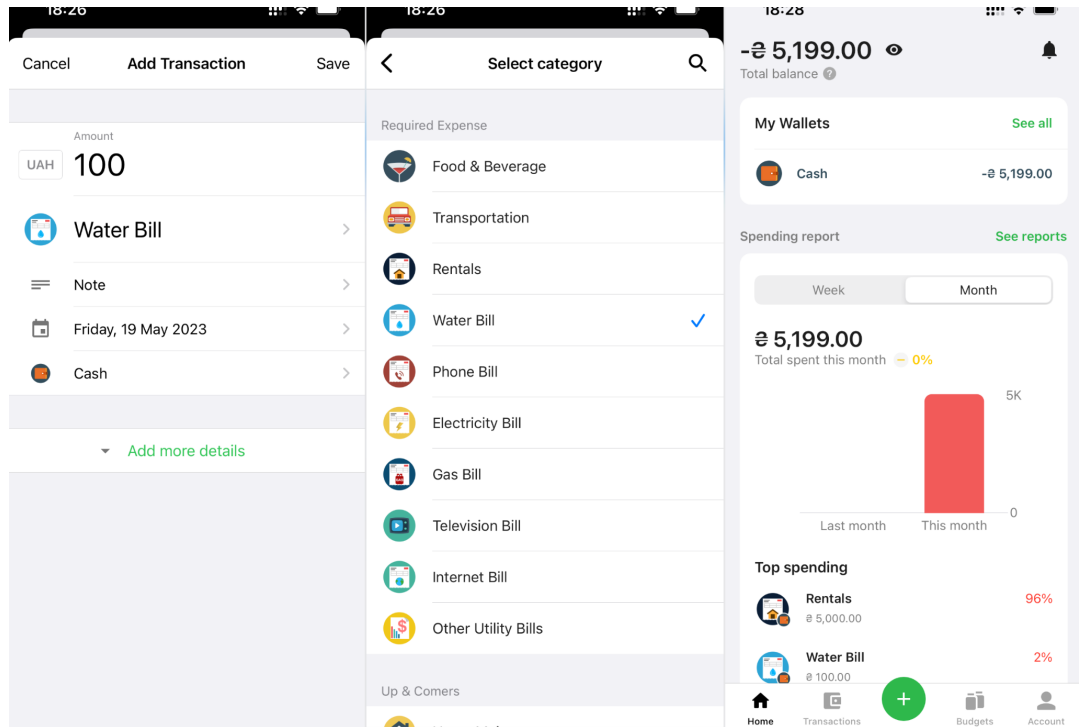 18:26
Cancel Add Transaction Save
Amount
UAH 100
Water Bill
Note
Friday, 19 May 2023
Cash
Add more details
18:26
Select category
Required Expense
Food & Beverage
Transportation
Rentals
Water Bill
Phone Bill
Electricity Bill
Gas Bill
Television Bill
Internet Bill
Other Utility Bills
Up & Comers
18:28
-₴ 5,199.00
Total balance ?
My Wallets See all
Cash -₴ 5,199.00
Spending report See reports
Week Month
₴ 5,199.00
Total spent this month 0%
5K
0
Last month This month
Top spending
Rentals 96%
₴ 5,000.00
Water Bill 2%
₴ 100.00
Home Transactions Budgets Account